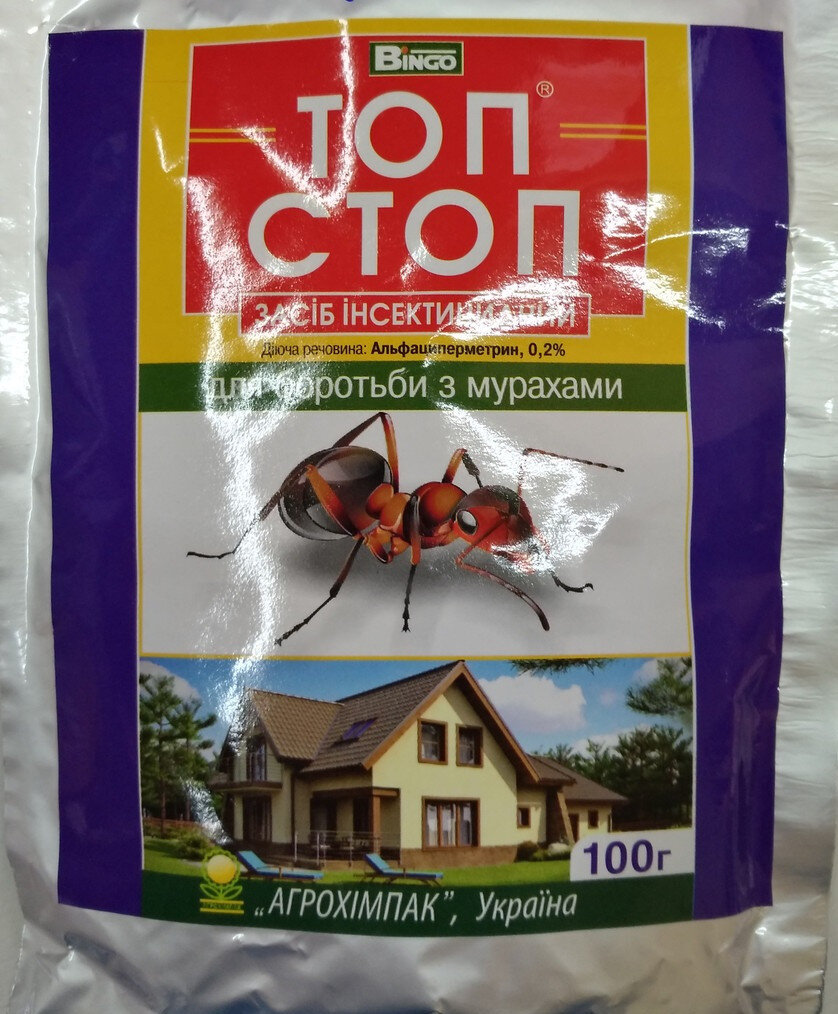 BINGO
ТОП®
СТОП
ЗАСІБ ІНСЕКТИЦИДНИЙ
Діюча речовина: Альфациперметрин, 0,2%
для боротьби з мурахами
100г
„АГРОХІМПАК”, Україна